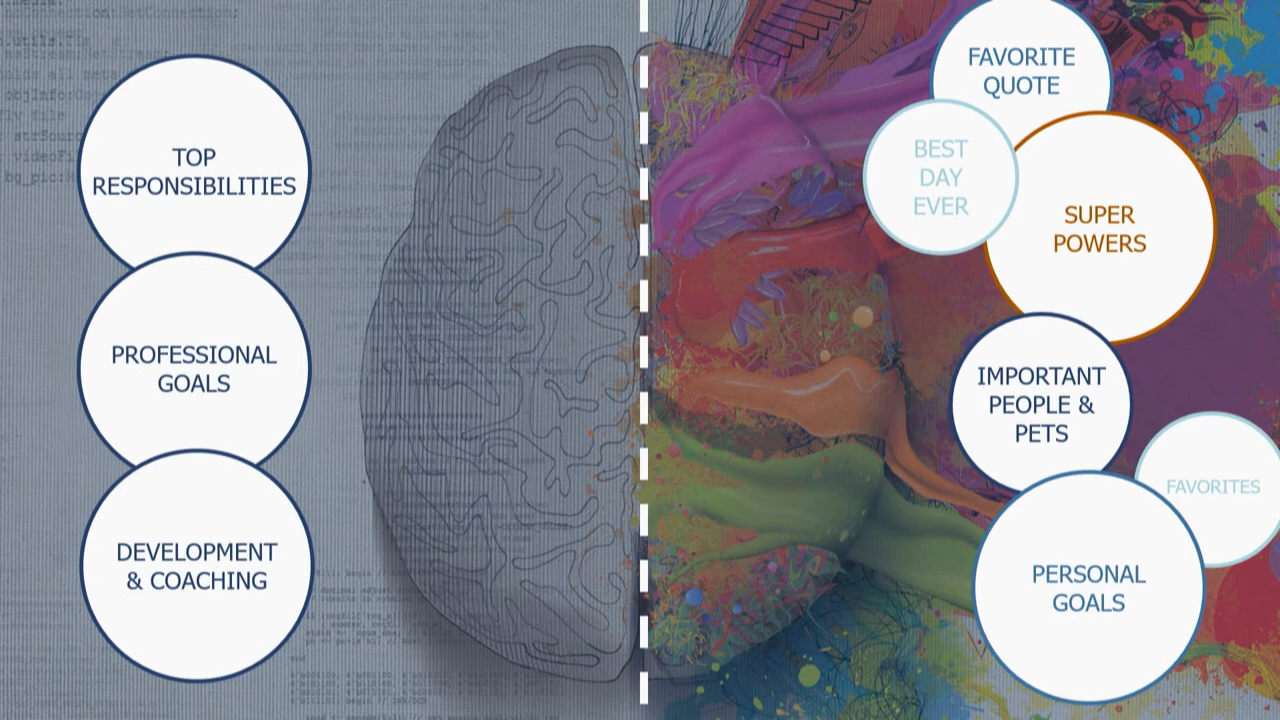 TOP
RESPONSIBILITIES
PROFESSIONAL
GOALS
DEVELOPMENT
& COACHING
FAVORITE
QUOTE
BEST
DAY
EVER
SUPER
POWERS
IMPORTANT
PEOPLE &
PETS
FAVORITES
PERSONAL
GOALS